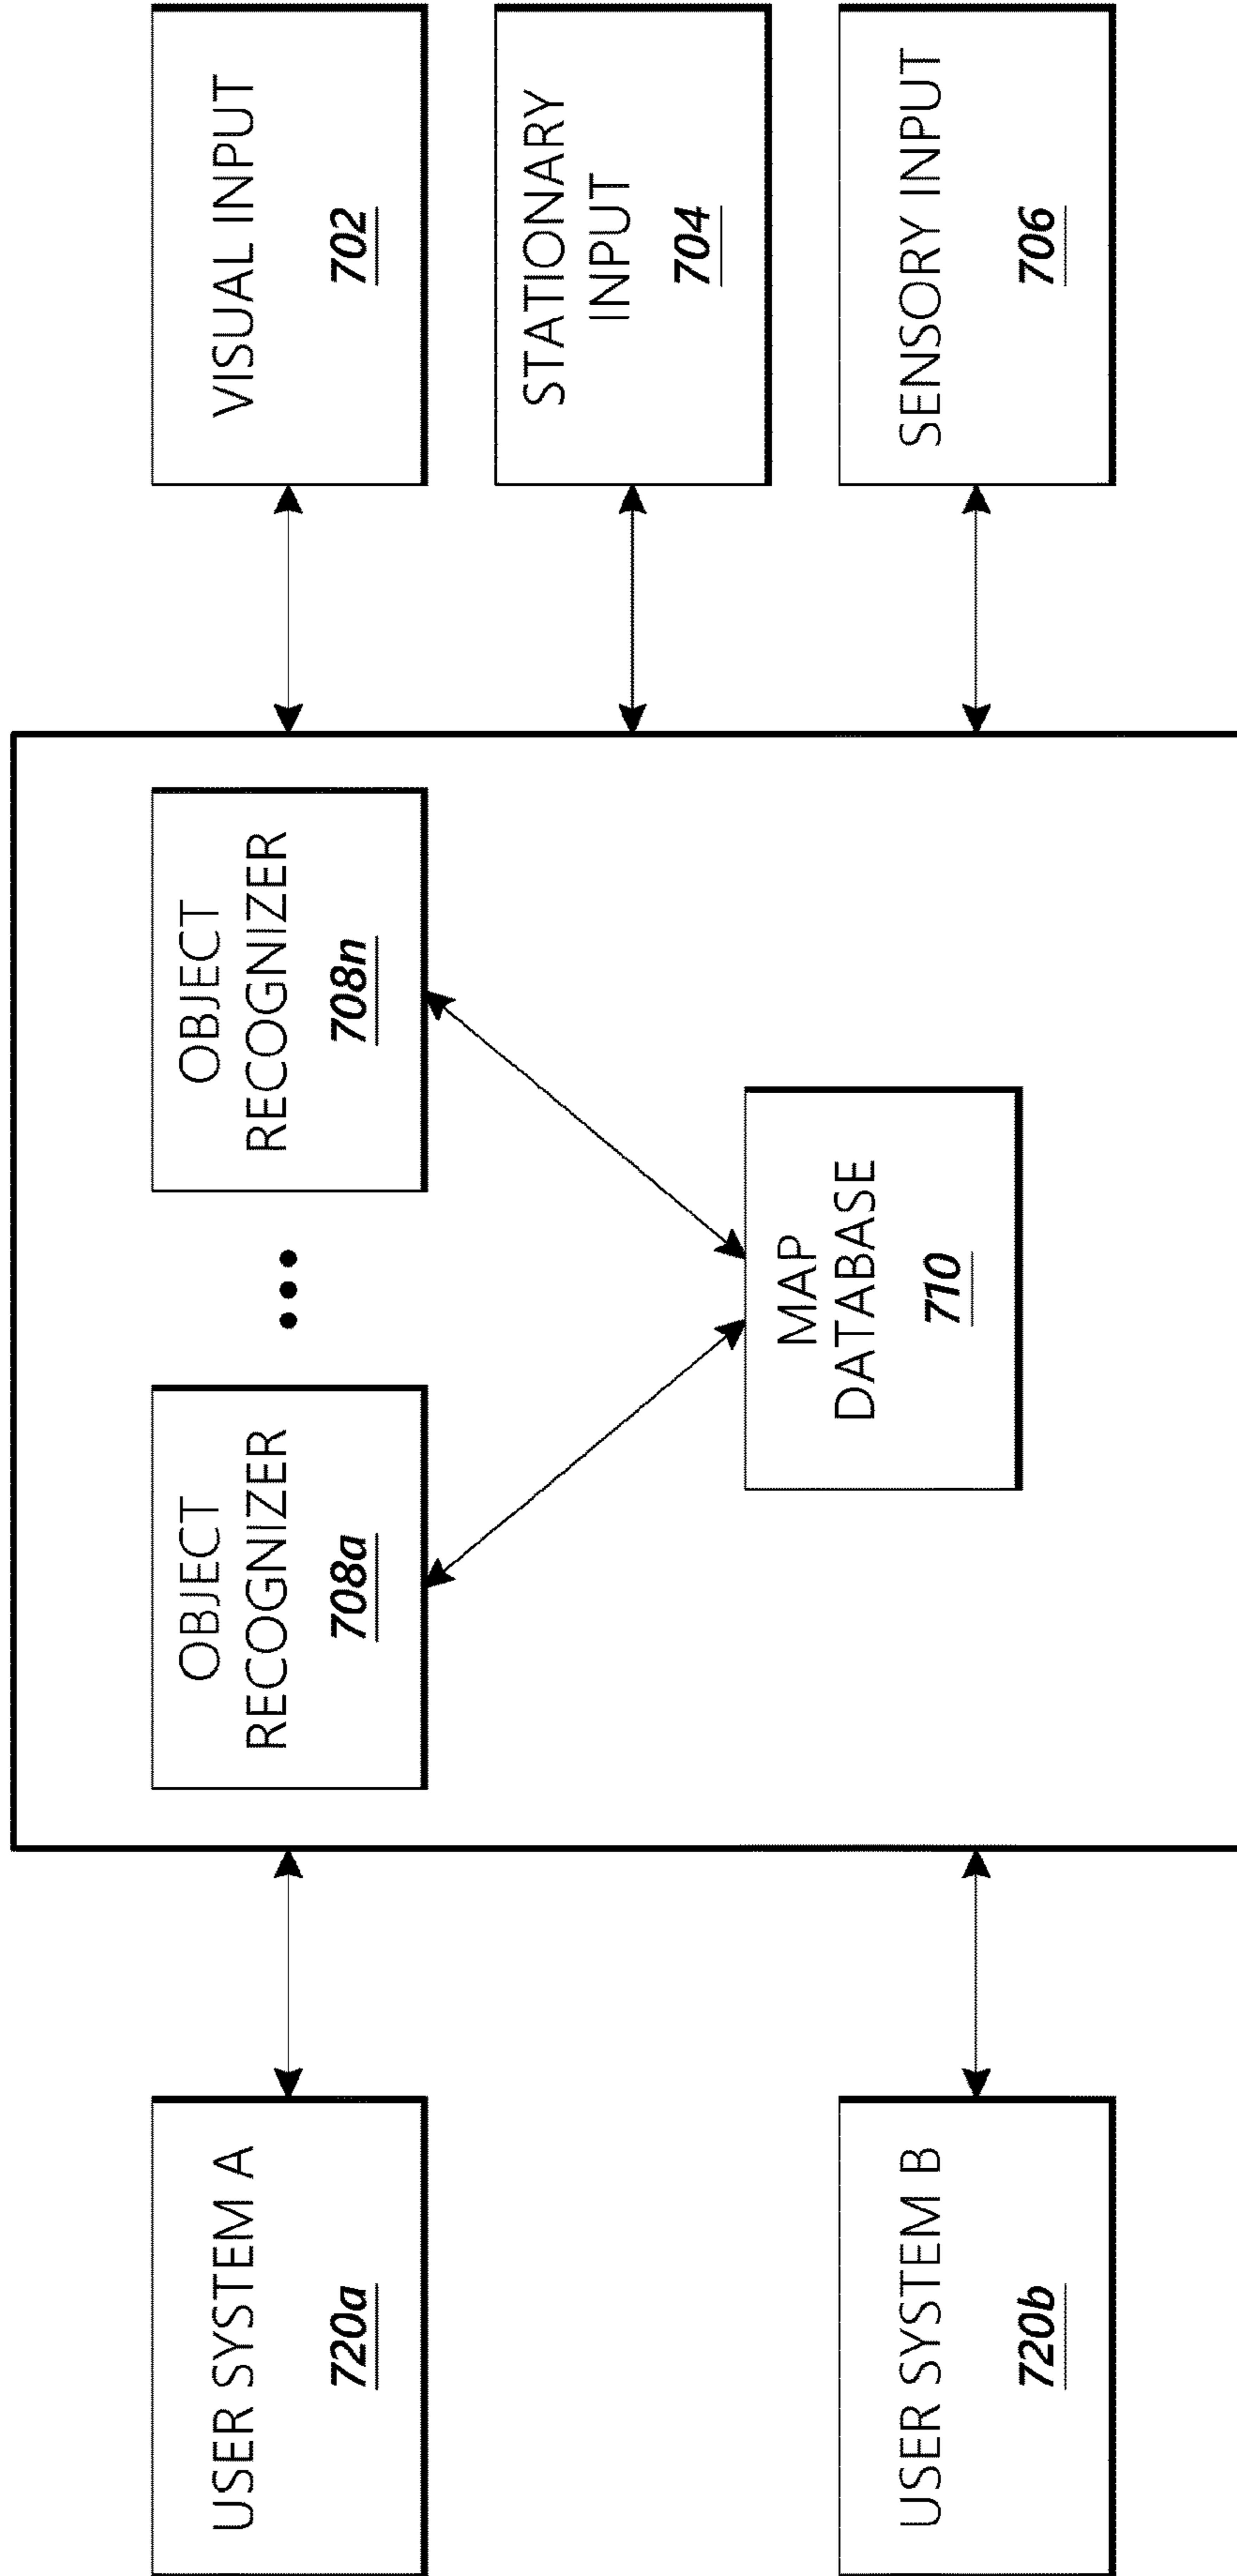 USER SYSTEM A
720a
USER SYSTEM B
720b
OBJECT
RECOGNIZER
708a
•••
OBJECT
RECOGNIZER
708n
MAP
DATABASE
710
VISUAL INPUT
702
STATIONARY
INPUT
704
SENSORY INPUT
706